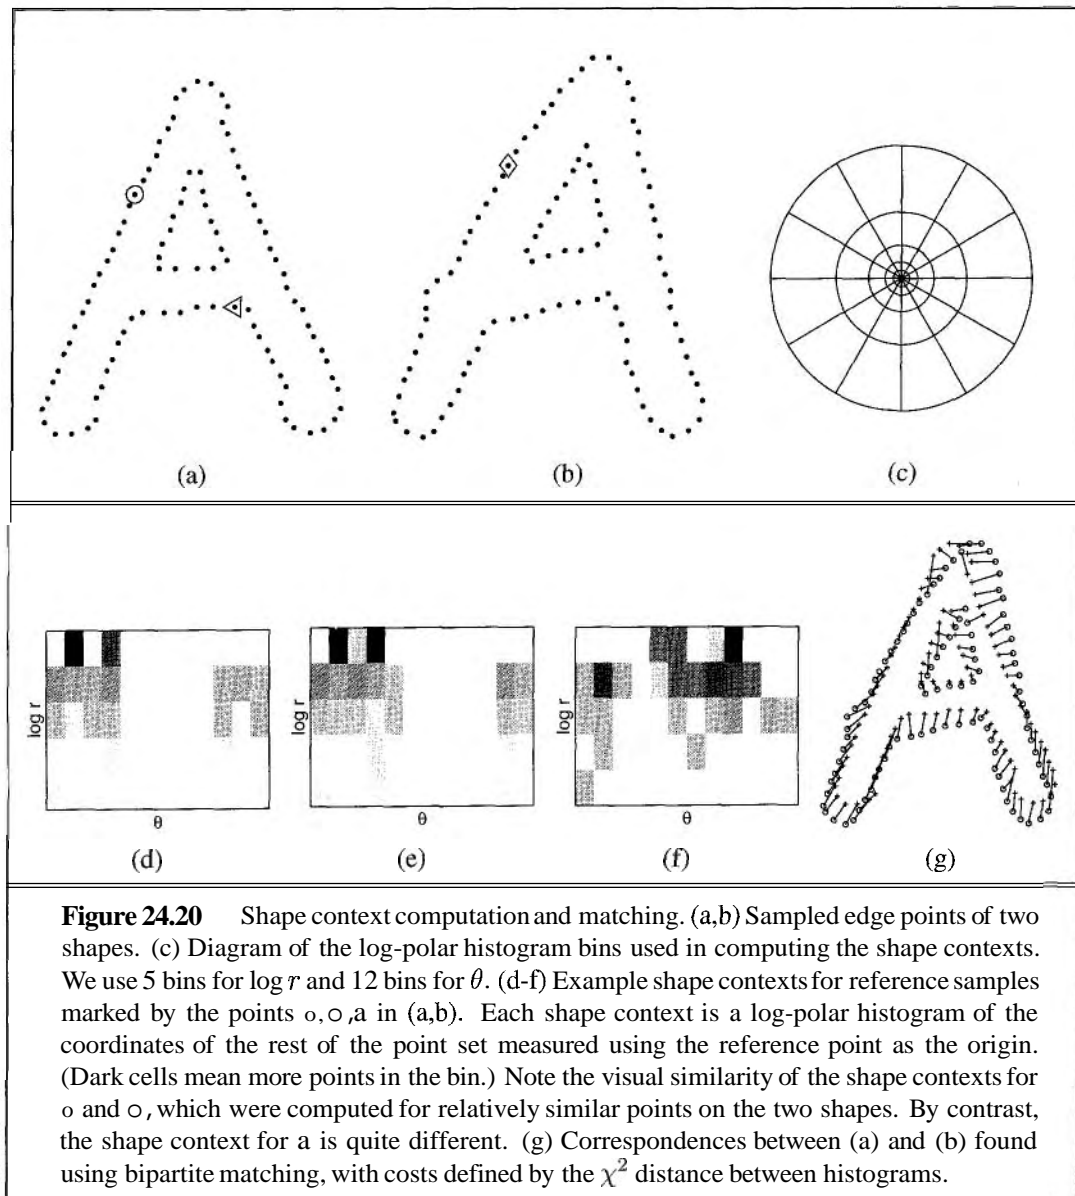 (a)
(b)
(c)
log r
θ
(d)
log r
θ
(e)
log r
θ
(f)
(g)
Figure 24.20 Shape context computation and matching. (a,b) Sampled edge points of two
shapes. (c) Diagram of the log-polar histogram bins used in computing the shape contexts.
We use 5 bins for log r and 12 bins for θ. (d-f) Example shape contexts for reference samples
marked by the points o,○,a in (a,b). Each shape context is a log-polar histogram of the
coordinates of the rest of the point set measured using the reference point as the origin.
(Dark cells mean more points in the bin.) Note the visual similarity of the shape contexts for
o and ○, which were computed for relatively similar points on the two shapes. By contrast,
the shape context for a is quite different. (g) Correspondences between (a) and (b) found
using bipartite matching, with costs defined by the χ² distance between histograms.